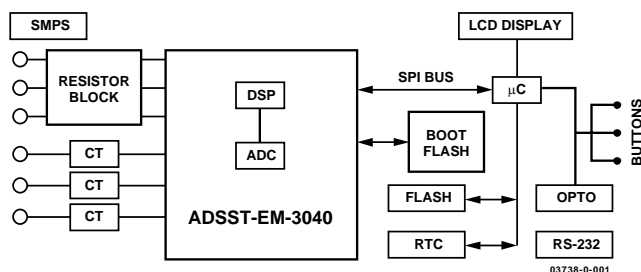 SMPS
LCD DISPLAY
RESISTOR
BLOCK
SPI BUS
μC
DSP
BOOT
FLASH
BUTTONS
CT
ADC
CT
FLASH
OPTO
CT
ADSST-EM-3040
RTC
RS-232
03738-0-001